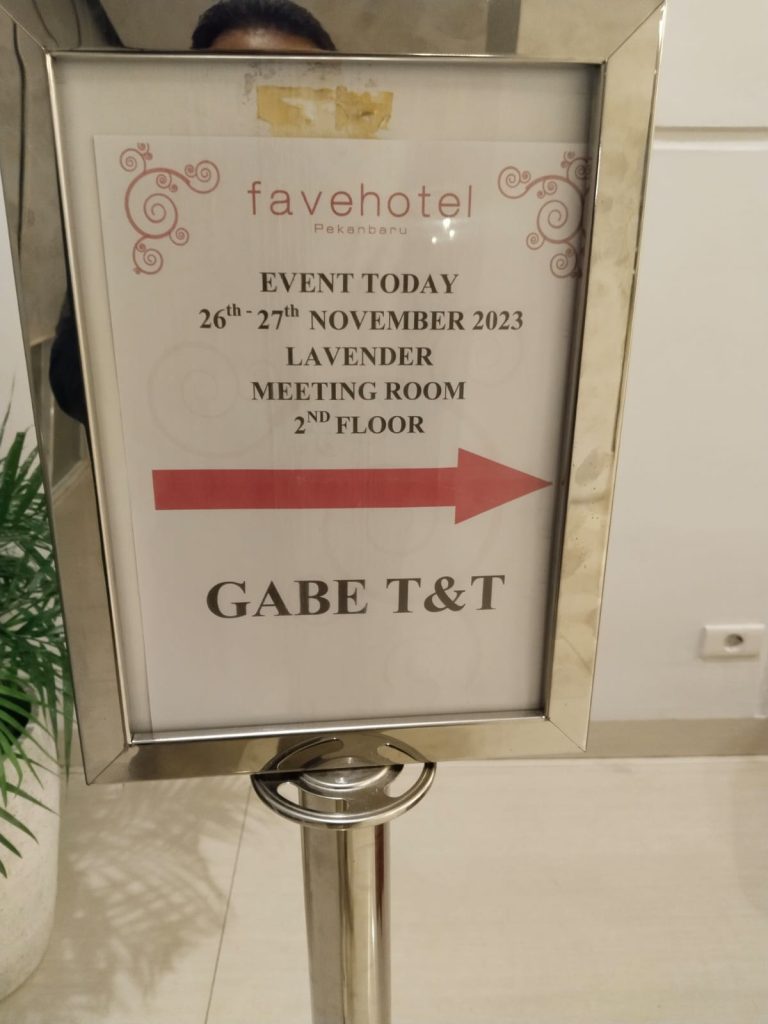 favehotel
Pekanbaru
EVENT TODAY
26th - 27th NOVEMBER 2023
LAVENDER
MEETING ROOM
2ND FLOOR
GABE T&T